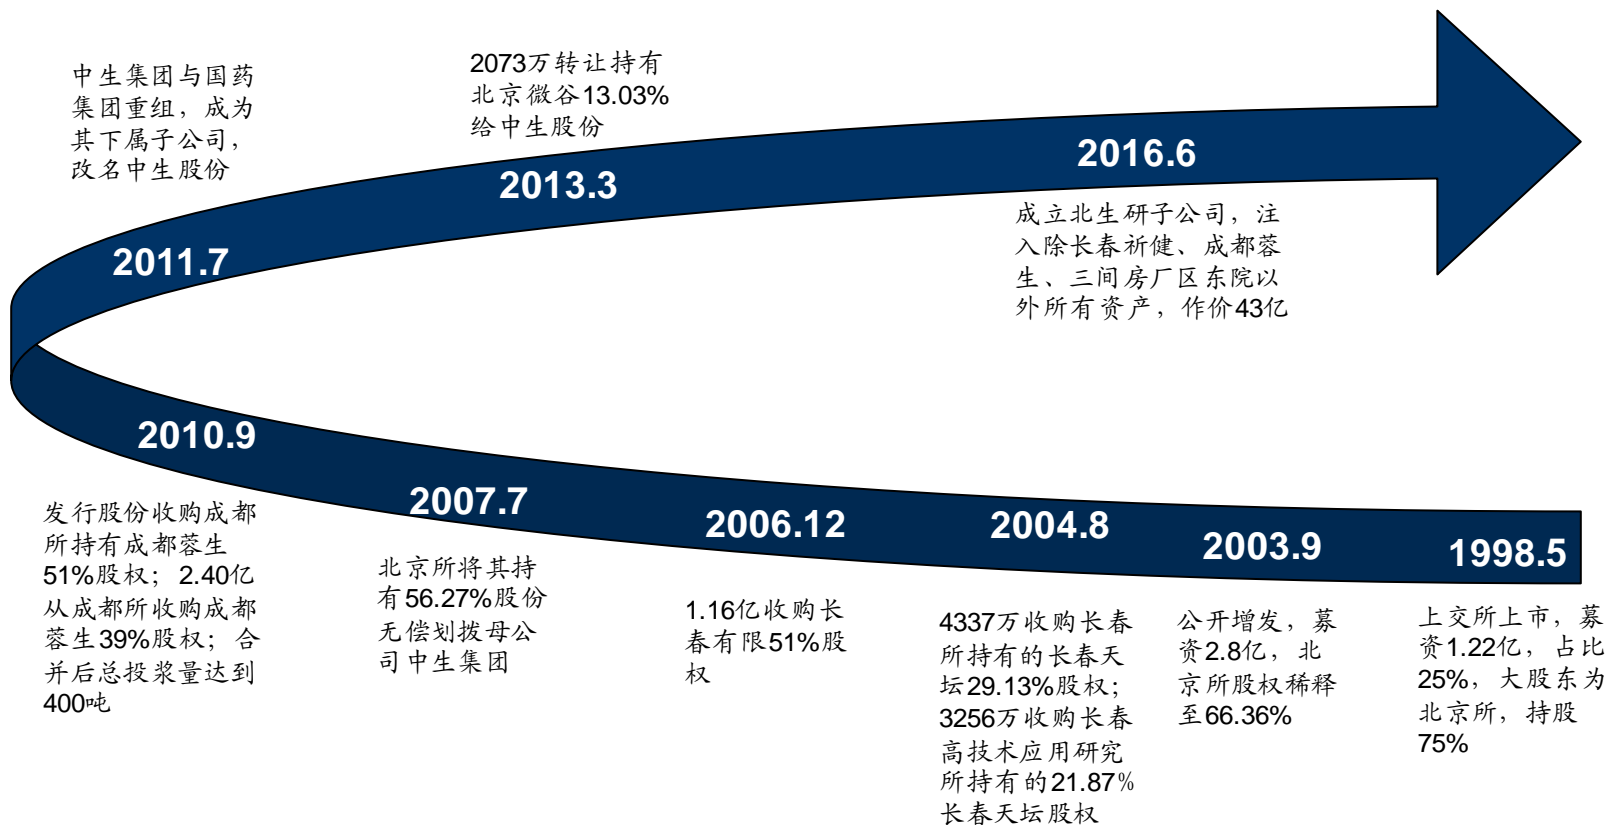 中生集团与国药
集团重组，成为
其下属子公司，
改名中生股份
2073万转让持有
北京微谷13.03%
给中生股份
2016.6
2013.3
成立北生研子公司，注
入除长春祈健、成都蓉
生、三间房厂区东院以
外所有资产，作价43亿
2011.7
2010.9
2007.7
2006.12
2004.8
2003.9
1998.5
发行股份收购成都
所持有成都蓉生
51%股权；2.40亿
从成都所收购成都
蓉生39%股权；合
并后总投浆量达到
400吨
北京所将其持
有56.27%股份
无偿划拨母公
司中生集团
1.16亿收购长
春有限51%股
权
4337万收购长春
所持有的长春天
坛29.13%股权；
3256万收购长春
高技术应用研究
所持有的21.87%
长春天坛股权
公开增发，募
资2.8亿，北
京所股权稀释
至66.36%
上交所上市，募
资1.22亿，占比
25%，大股东为
北京所，持股
75%